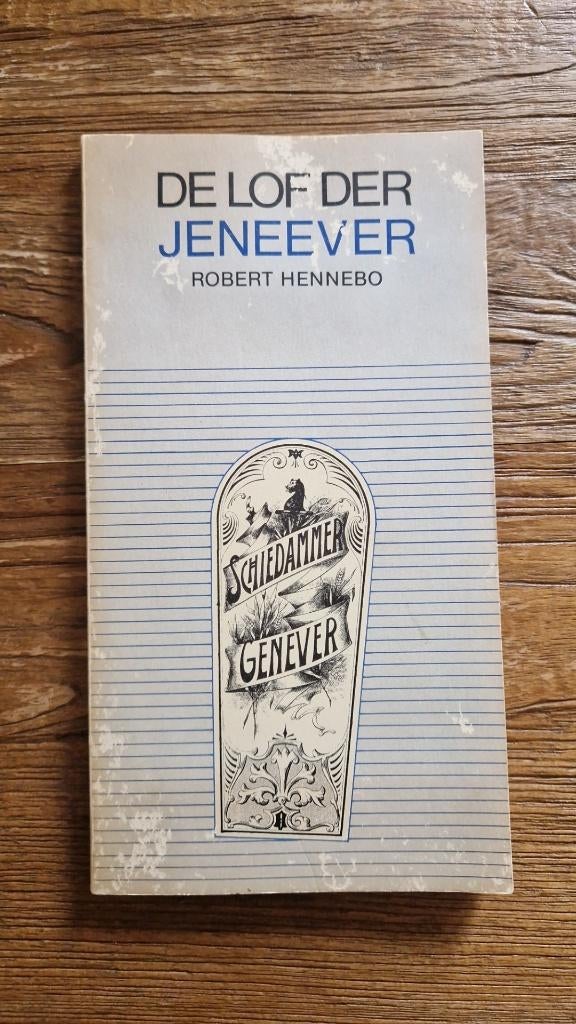 DE LOF DER
JENEEVER
ROBERT HENNEBO
SCHIEDAMMER
GENEVER